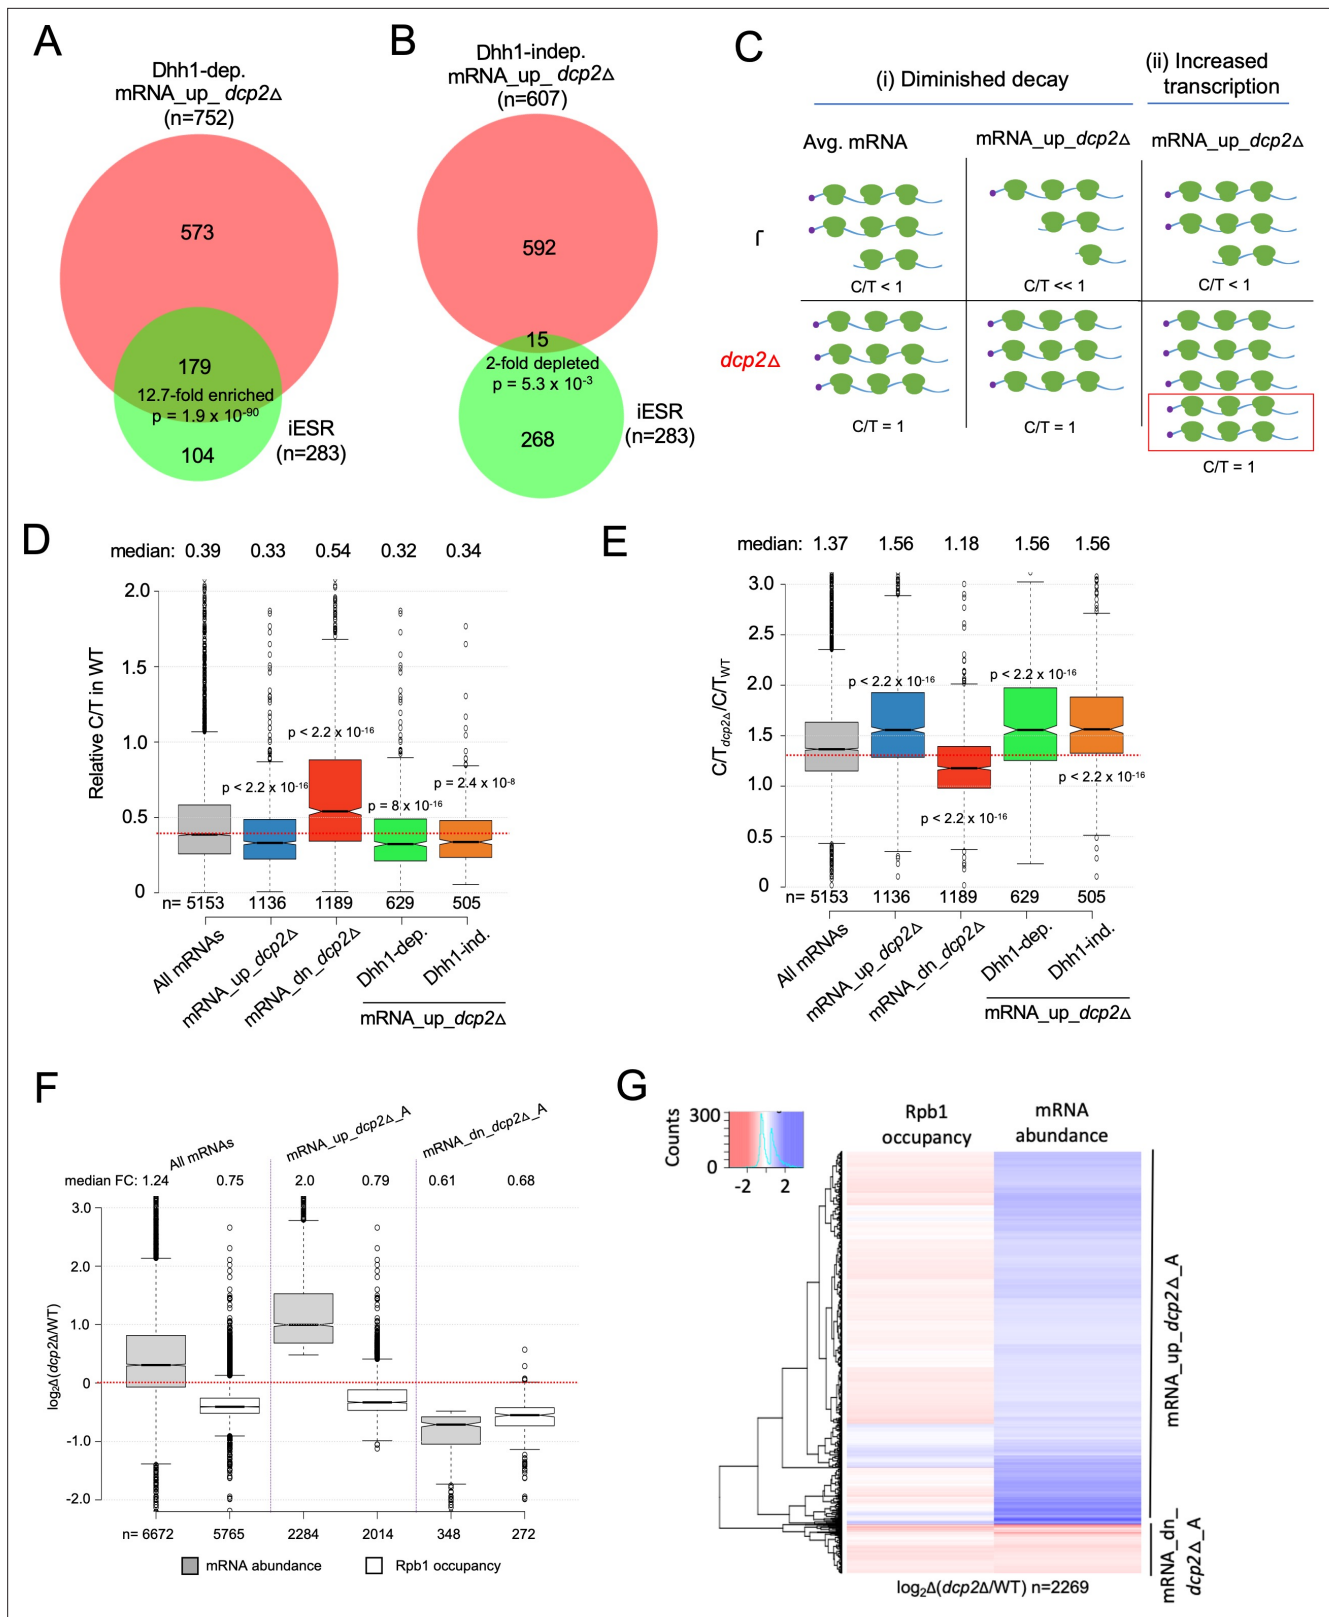 A
Dhh1-dep.
mRNA_up_ dcp2Δ
(n=752)
573
179
12.7-fold enriched
p = 1.9 x 10-90
104
iESR
(n=283)
B
Dhh1-indep.
mRNA_up_dcp2Δ
(n=607)
592
15
2-fold depleted
p = 5.3 x 10-3
268
iESR
(n=283)
C
(i) Diminished decay
(ii) Increased
transcription
Avg. mRNA
mRNA_up_dcp2Δ
mRNA_up_dcp2Δ
C/T < 1
C/T << 1
C/T < 1
dcp2Δ
C/T = 1
C/T = 1
C/T = 1
D
median: 0.39 0.33 0.54 0.32 0.34
Relative C/T in WT
2.0
1.5
1.0
0.5
0
p < 2.2 x 10-16
p < 2.2 x 10-16
p = 8 x 10-16
p = 2.4 x 10-8
n= 5153 1136 1189 629 505
All mRNAs
mRNA_up_dcp2Δ
mRNA_dn_dcp2Δ
Dhh1-dep.
Dhh1-ind.
mRNA_up_dcp2Δ
E
median: 1.37 1.56 1.18 1.56 1.56
C/Tdcp2Δ/C/TWT
3.0
2.5
2.0
1.5
1.0
0.5
0
p < 2.2 x 10-16
p < 2.2 x 10-16
p < 2.2 x 10-16
p < 2.2 x 10-16
n= 5153 1136 1189 629 505
All mRNAs
mRNA_up_dcp2Δ
mRNA_dn_dcp2Δ
Dhh1-dep.
Dhh1-ind.
mRNA_up_dcp2Δ
F
All mRNAs
mRNA_up_dcp2Δ_A
mRNA_dn_dcp2Δ_A
median FC: 1.24 0.75 2.0 0.79 0.61 0.68
log2Δ(dcp2Δ/WT)
3.0
2.0
1.0
0
-1.0
-2.0
n= 6672 5765 2284 2014 348 272
mRNA abundance
Rpb1 occupancy
G
Counts
300
0
-2 2
Rpb1
occupancy
mRNA
abundance
mRNA_up_dcp2Δ_A
mRNA_dn_
dcp2Δ_A
log2Δ(dcp2Δ/WT) n=2269